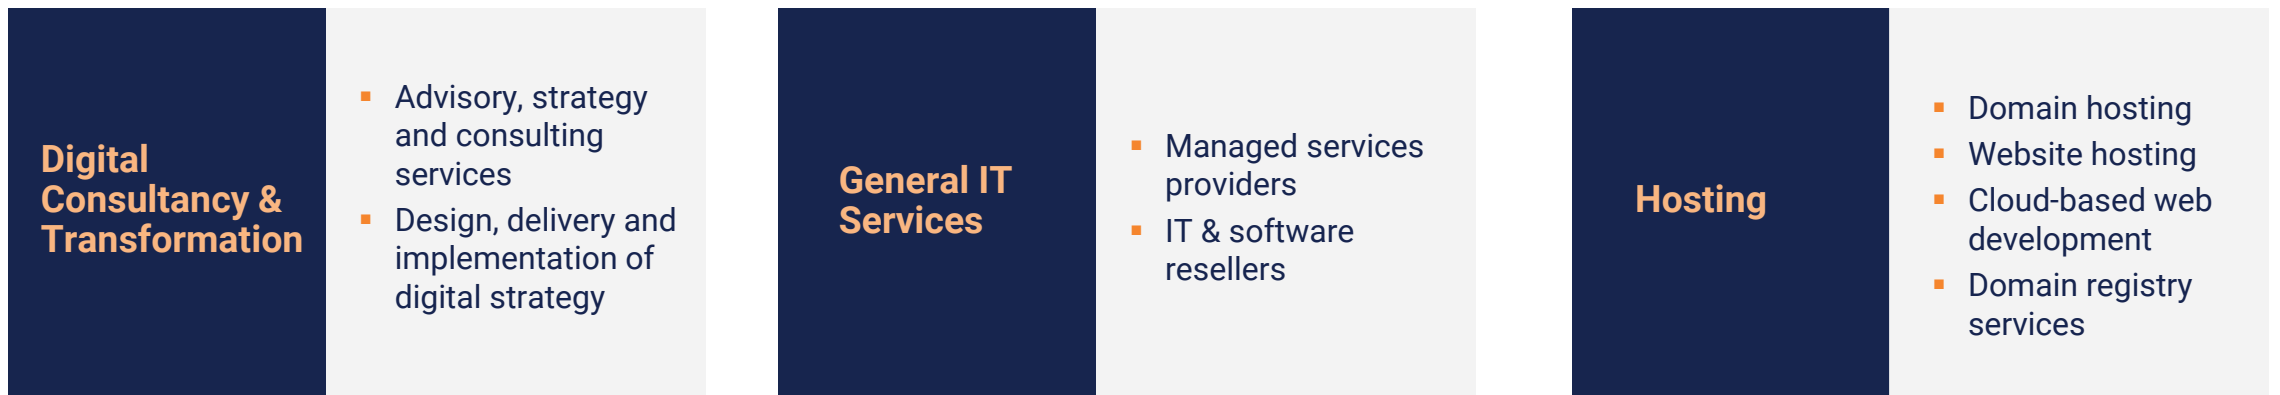 Digital
Consultancy &
Transformation
▪ Advisory, strategy
and consulting
services
▪ Design, delivery and
implementation of
digital strategy
General IT
Services
▪ Managed services
providers
▪ IT & software
resellers
Hosting
▪ Domain hosting
▪ Website hosting
▪ Cloud-based web
development
▪ Domain registry
services